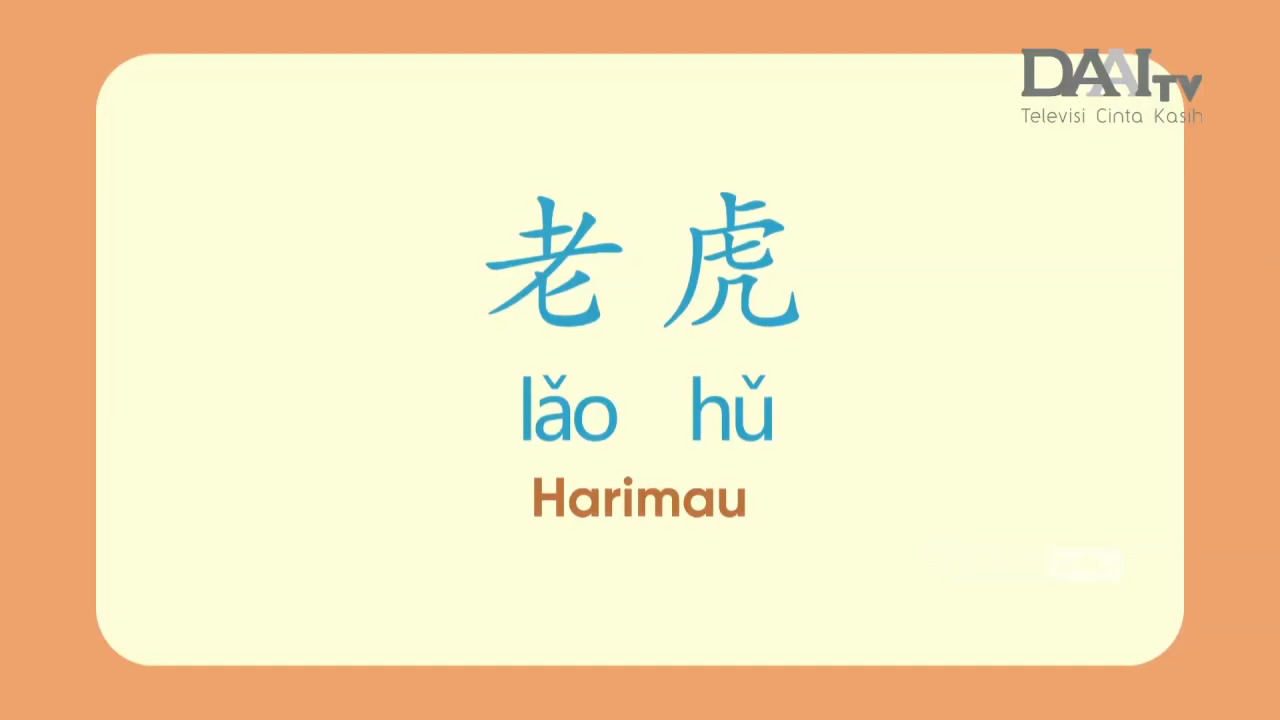 DAAI TV
Televisi Cinta Kasih
老虎
lǎo hǔ
Harimau